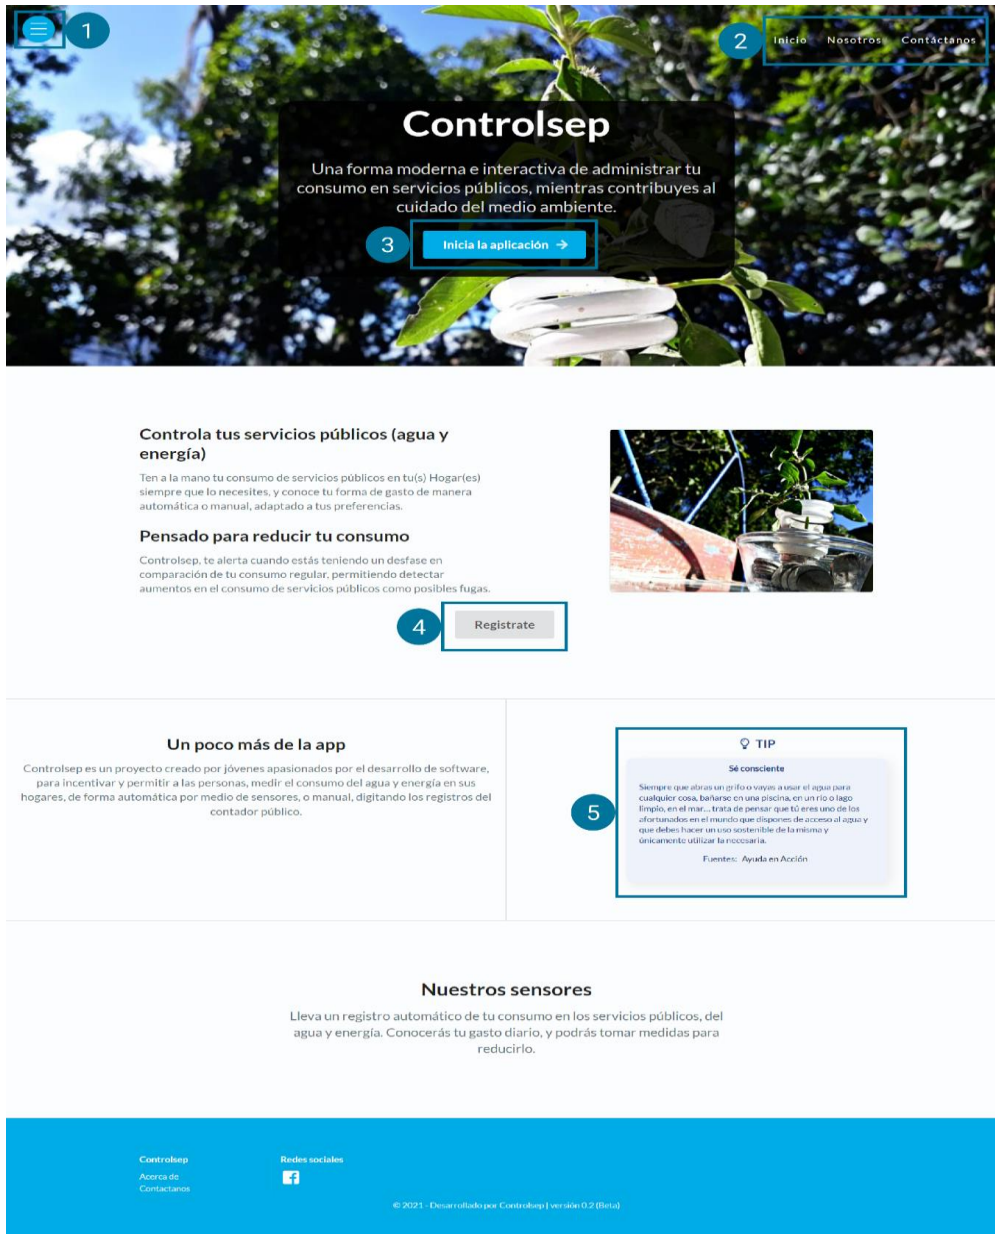 1
2
Inicio Nosotros Contáctanos
Controlsep
Una forma moderna e interactiva de administrar tu
consumo en servicios públicos, mientras contribuyes al
cuidado del medio ambiente.
3
Inicia la aplicación →
Controla tus servicios públicos (agua y
energía)
Ten a la mano tu consumo de servicios públicos en tu(s) Hogar(es)
siempre que lo necesites, y conoce tu forma de gasto de manera
automática o manual, adaptado a tus preferencias.
Pensado para reducir tu consumo
Controlsep, te alerta cuando estás teniendo un desfase en
comparación de tu consumo regular, permitiendo detectar
aumentos en el consumo de servicios públicos como posibles fugas.
4
Registrate
Un poco más de la app
Controlsep es un proyecto creado por jóvenes apasionados por el desarrollo de software,
para incentivar y permitir a las personas, medir el consumo del agua y energía en sus
hogares, de forma automática por medio de sensores, o manual, digitando los registros del
contador público.
TIP
Sé consciente
5
Siempre que abras un grifo o vayas a usar el agua para
cualquier cosa, bañarse en una piscina, en un río o lago
limpio, en el mar... trata de pensar que tú eres uno de los
afortunados en el mundo que dispones de acceso al agua y
que debes hacer un uso sostenible de la misma y
únicamente utilizar la necesaria.
Fuentes: Ayuda en Acción
Nuestros sensores
Lleva un registro automático de tu consumo en los servicios públicos, del
agua y energía. Conocerás tu gasto diario, y podrás tomar medidas para
reducirlo.
Controlsep
Acerca de
Contactanos
Redes sociales
© 2021 - Desarrollado por Controlsep | versión 0.2 (Beta)